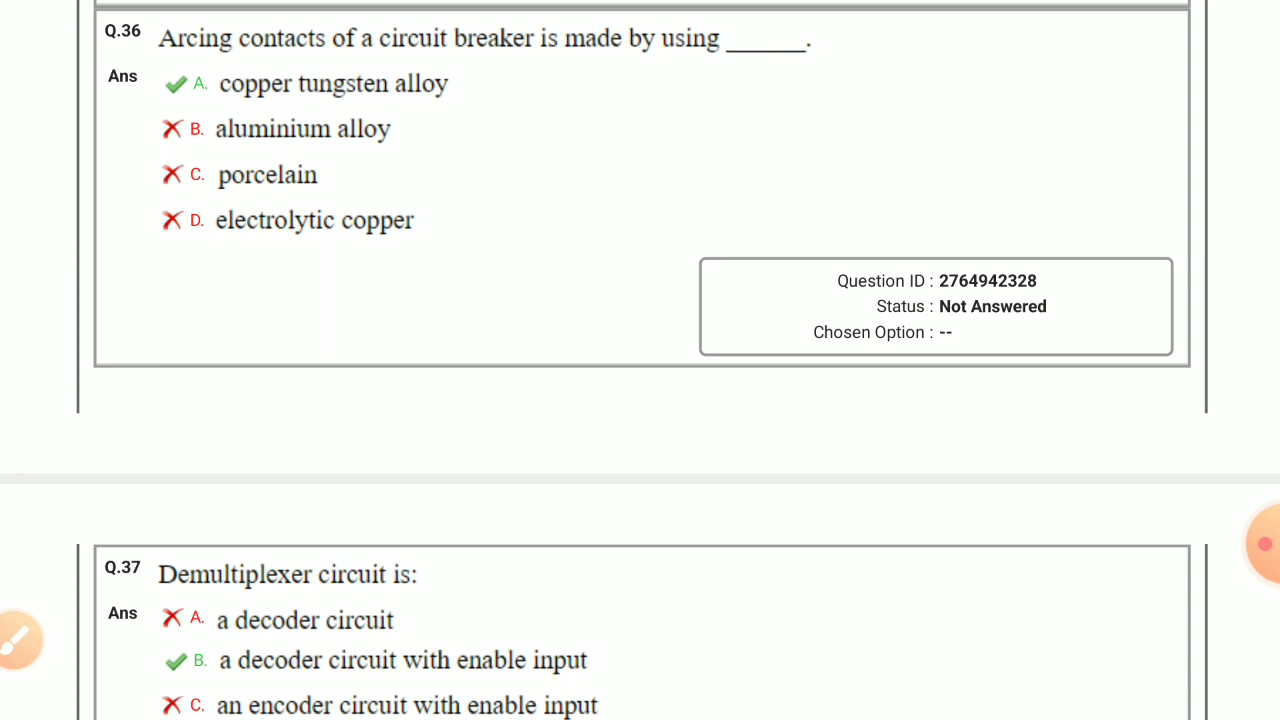 Q.36 Arcing contacts of a circuit breaker is made by using ______.
Ans A. copper tungsten alloy
B. aluminium alloy
C. porcelain
D. electrolytic copper
Question ID : 2764942328
Status : Not Answered
Chosen Option : --
Q.37 Demultiplexer circuit is:
Ans A. a decoder circuit
B. a decoder circuit with enable input
C. an encoder circuit with enable input